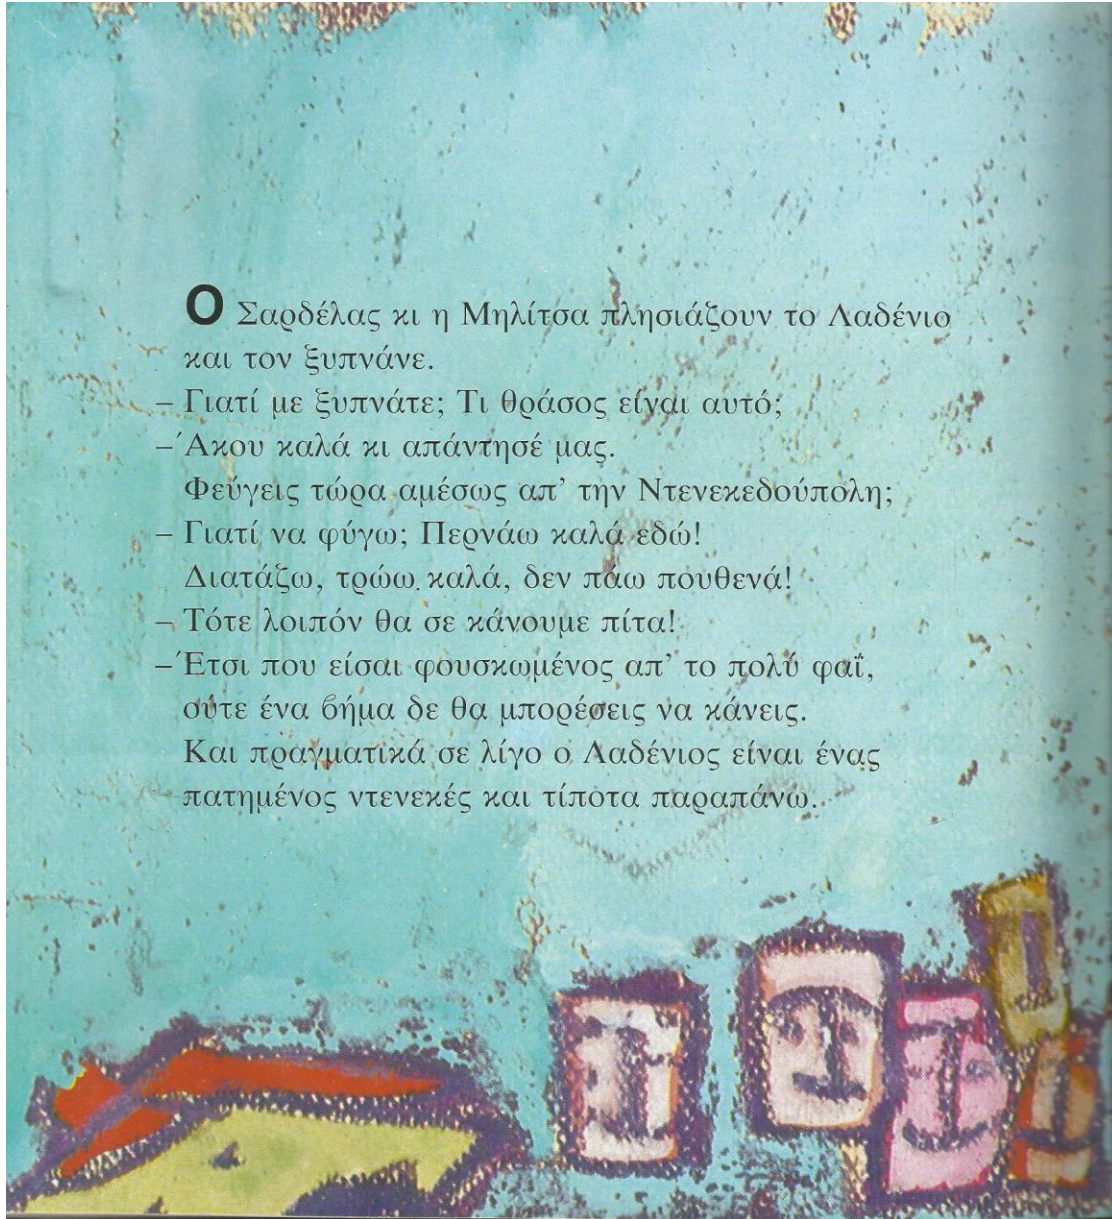 Ο Σαρδέλας κι η Μηλίτσα πλησιάζουν το Λαδένιο
και τον ξυπνάνε.
– Γιατί με ξυπνάτε; Τι θράσος είναι αυτό;
– Άκου καλά κι απάντησέ μας.
Φεύγεις τώρα αμέσως απ’ την Ντενεκεδούπολη;
– Γιατί να φύγω; Περνάω καλά εδώ!
Διατάζω, τρώω καλά, δεν πάω πουθενά!
– Τότε λοιπόν θα σε κάνουμε πίτα!
– Έτσι που είσαι φουσκωμένος απ’ το πολύ φαΐ,
ούτε ένα βήμα δε θα μπορέσεις να κάνεις.
Και πραγματικά σε λίγο ο Λαδένιος είναι ένας
πατημένος ντενεκές και τίποτα παραπάνω.